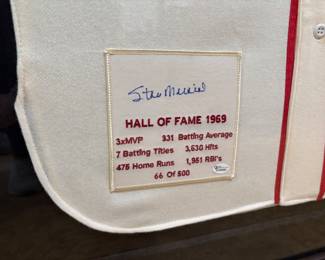 Stan Musial
HALL OF FAME 1969
3xMVP 331 Batting Average
7 Batting Titles 3,630 Hits
475 Home Runs 1,951 RBI's
66 Of 500